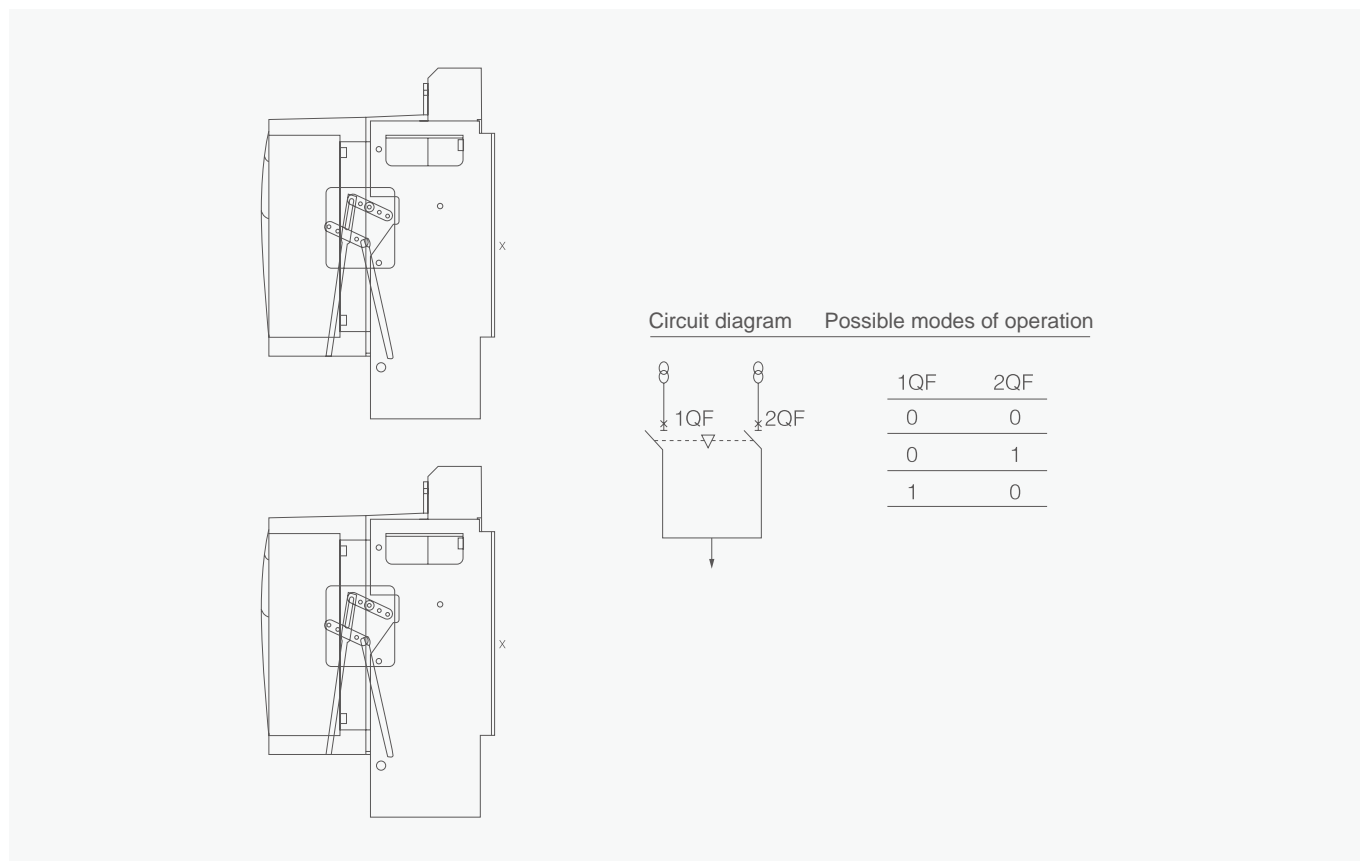 X
Circuit diagram Possible modes of operation
1QF 2QF
1QF 2QF
0 0
0 1
1 0
X